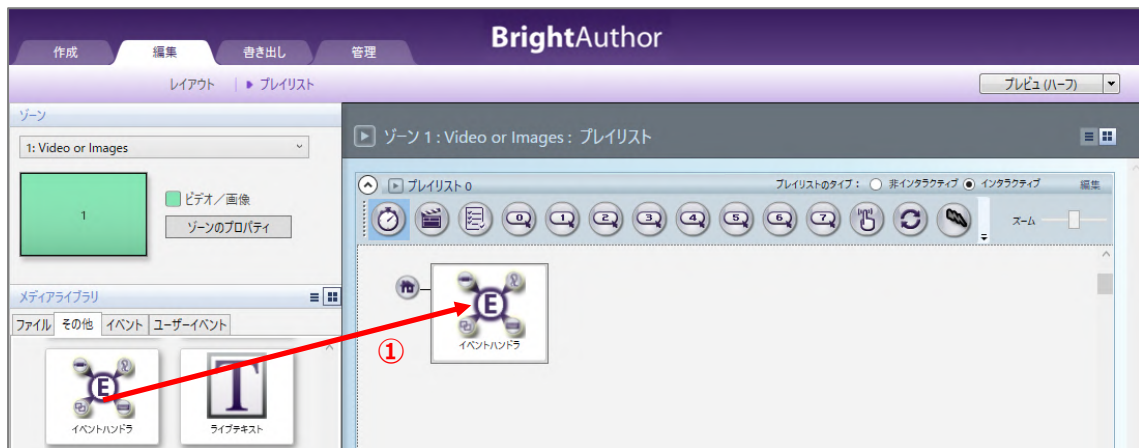 BrightAuthor
作成
編集
書き出し
管理
レイアウト
▶ プレイリスト
プレビュ (ハーフ)
ゾーン
1: Video or Images
1
ビデオ／画像
ゾーンのプロパティ
ゾーン 1 : Video or Images : プレイリスト
プレイリスト 0
プレイリストのタイプ : 非インタラクティブ インタラクティブ
編集
0 1 2 3 4 5 6 7
ズーム
E
イベントハンドラ
①
メディアライブラリ
ファイル その他 イベント ユーザーイベント
E
イベントハンドラ
T
ライブテキスト